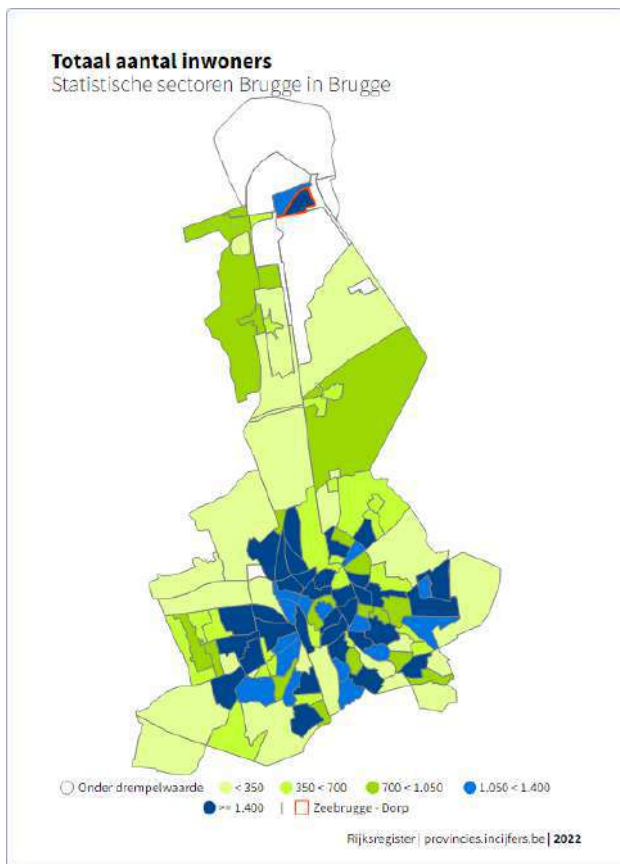 Totaal aantal inwoners
Statistische sectoren Brugge in Brugge
Onder drempelwaarde < 350 350 < 700 700 < 1.050 1.050 < 1.400
>= 1.400 | Zeebrugge - Dorp
Rijksregister | provincies.incijfers.be | 2022